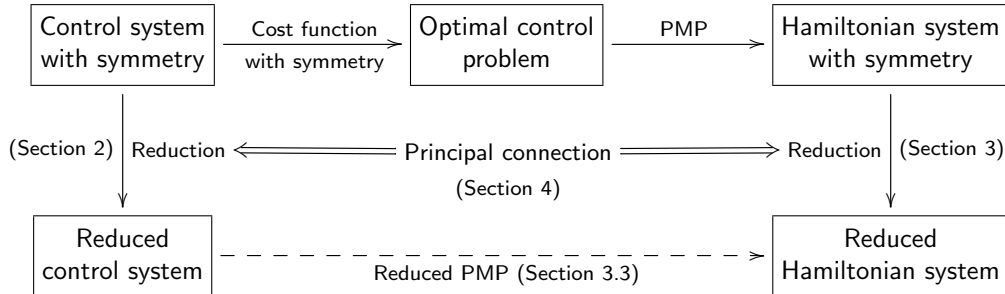 Control system
with symmetry
Cost function
with symmetry
Optimal control
problem
PMP
Hamiltonian system
with symmetry
(Section 2)
Reduction
Principal connection
(Section 4)
Reduction
(Section 3)
Reduced
control system
Reduced PMP (Section 3.3)
Reduced
Hamiltonian system